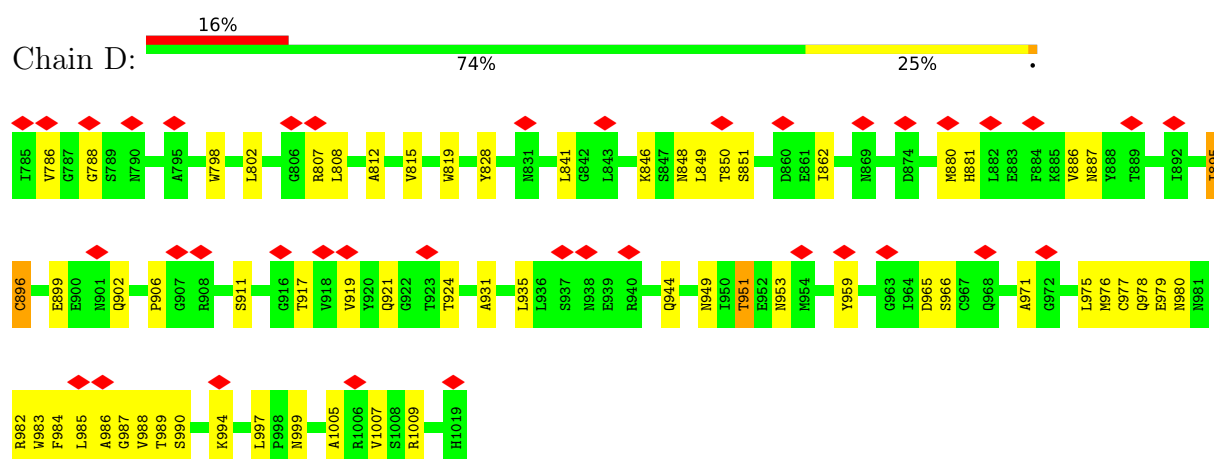 16%
Chain D:
74% 25% •
I785 V786 G787 G788 S789 N790 A795 W798 L802 G806 R807 L808 A812 V815 W819 Y828 N831 L841 G842 L843 K846 S847 N848 L849 T850 S851 D860 E861 I862 N869 D874 M880 H881 L882 E883 F884 K885 V886 N887 Y888 T889 I892 I895
C896 E899 E900 N901 Q902 P906 G907 R908 S911 G916 T917 V918 V919 Y920 Q921 G922 T923 T924 A931 L935 L936 S937 N938 E939 R940 Q944 N949 I950 T951 E952 N953 M954 Y959 G963 I964 D965 S966 C967 Q968 A971 G972 L975 M976 C977 Q978 E979 N980 N981
R982 W983 F984 L985 A986 G987 V988 T989 S990 K994 L997 P998 N999 A1005 R1006 V1007 S1008 R1009 H1019